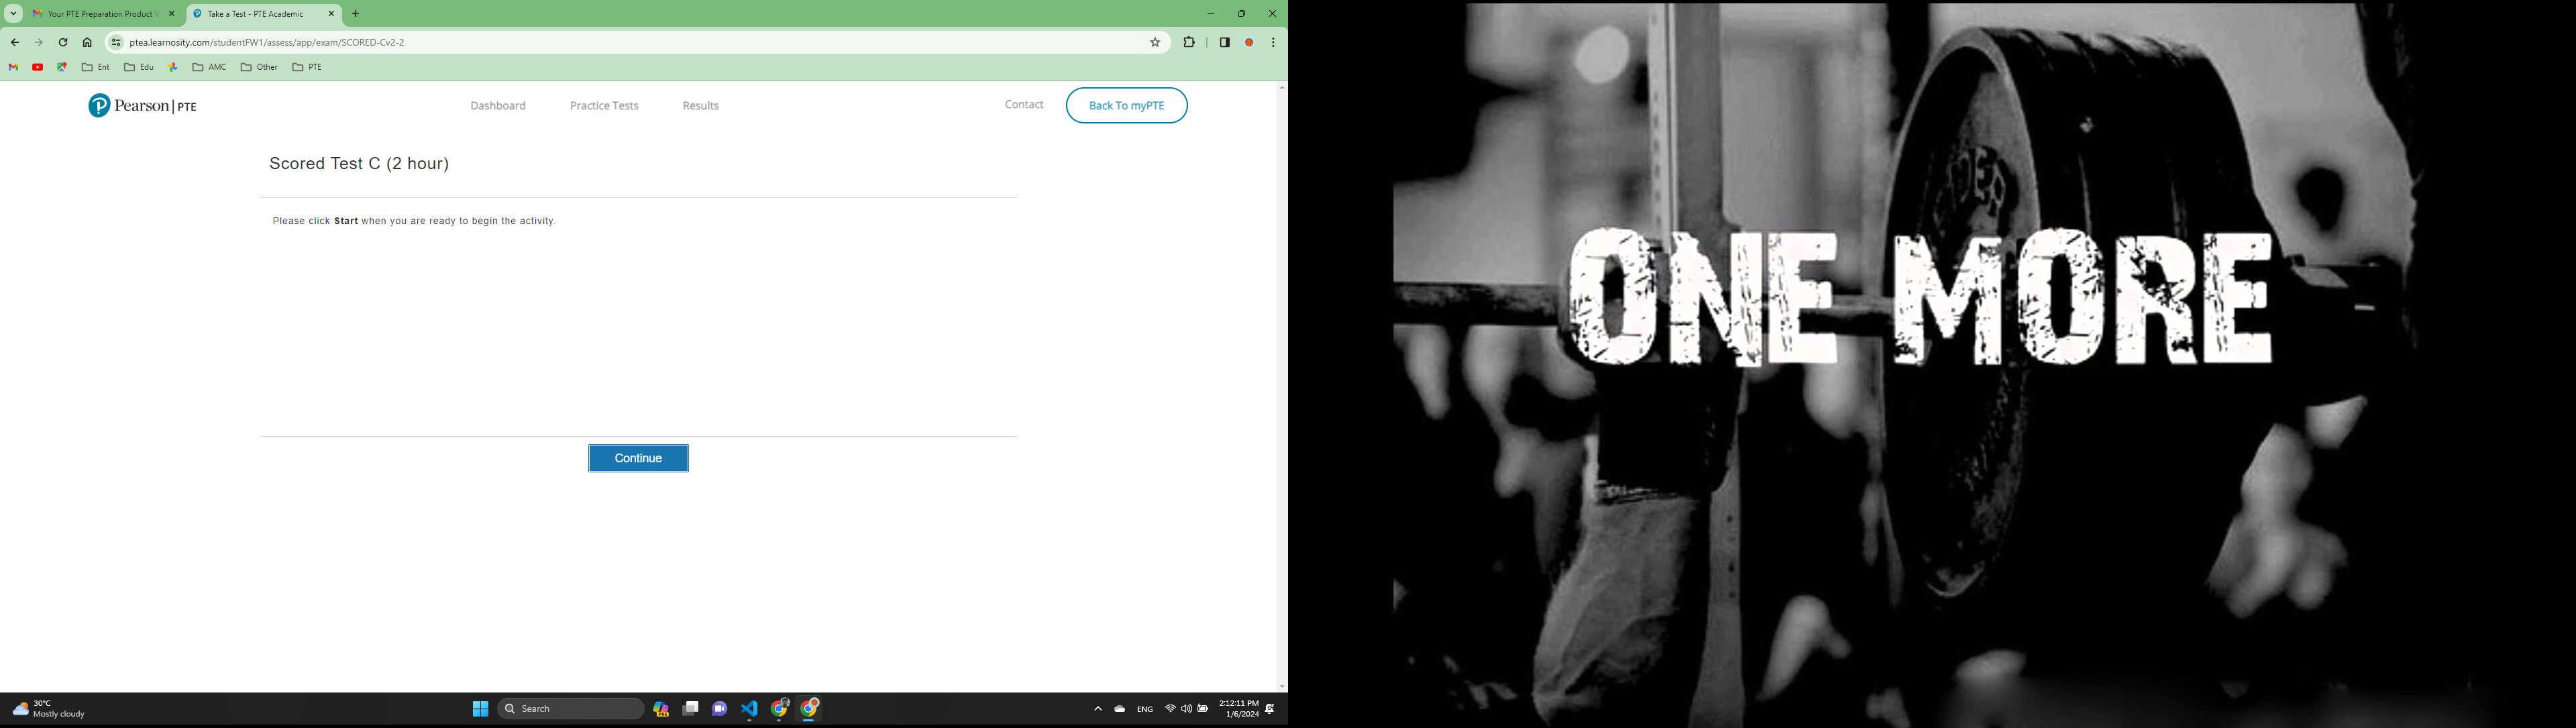 Your PTE Preparation Product V
Take a Test - PTE Academic
ptea.learnosity.com/studentFW1/assess/app/exam/SCORED-Cv2-2
Ent
Edu
AMC
Other
PTE
Pearson | PTE
Dashboard
Practice Tests
Results
Contact
Back To myPTE
Scored Test C (2 hour)
Please click Start when you are ready to begin the activity.
Continue
30°C
Mostly cloudy
Search
ENG
2:12:11 PM
1/6/2024
ONE MORE